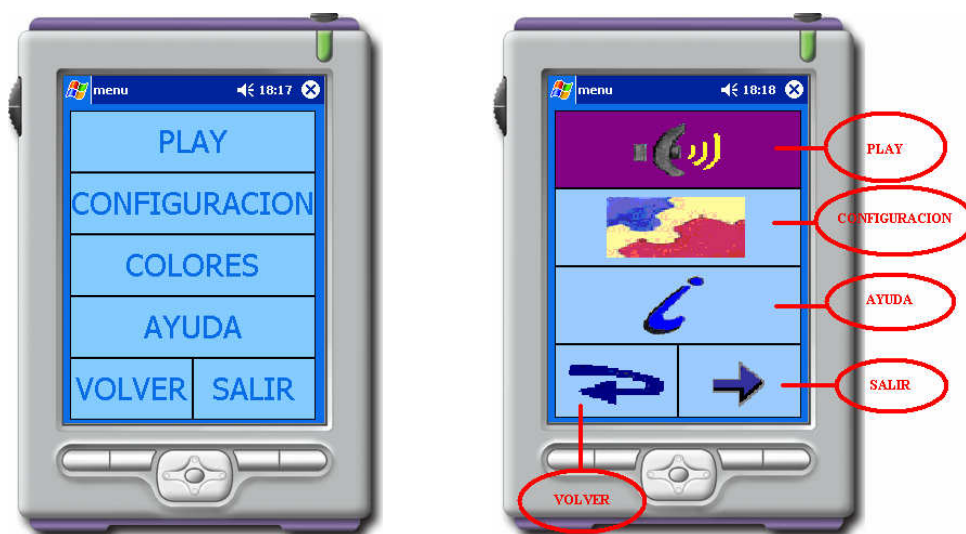 menu 18:17
PLAY
CONFIGURACION
COLORES
AYUDA
VOLVER SALIR
menu 18:18
PLAY
CONFIGURACION
AYUDA
SALIR
VOLVER